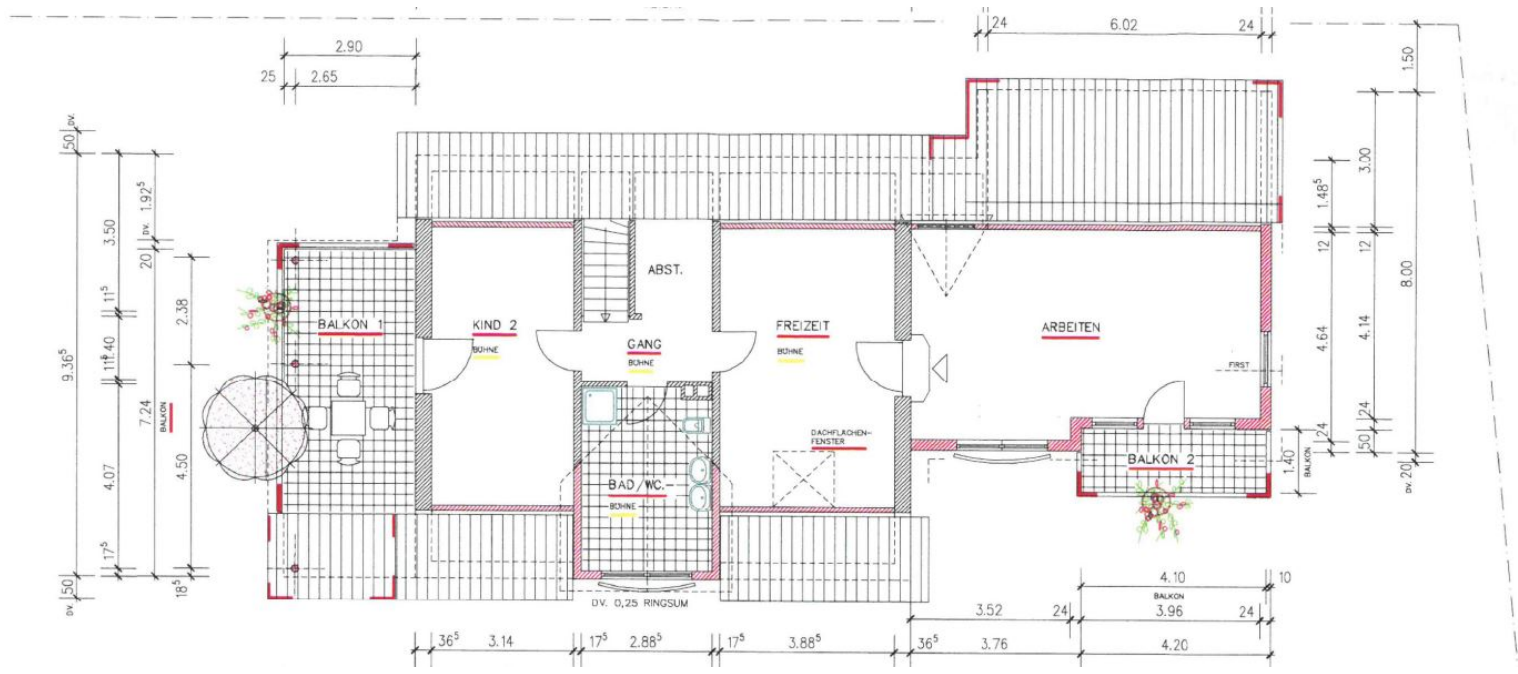 24
6.02
24
2.90
25
2.65
1.50
DV.
50
1.92⁵
DV.
3.50
20
11⁵
1.40
11⁵
9.36⁵
7.24
BALKON
4.07
17⁵
50
DV.
2.38
4.50
18⁵
BALKON 1
KIND 2
BÜHNE
ABST.
GANG
BÜHNE
FREIZEIT
BÜHNE
ARBEITEN
FIRST
DACHFLÄCHEN-
FENSTER
BAD/WC.
BÜHNE
BALKON 2
DV. 0,25 RINGSUM
1.48⁵
12
4.64
24
3.00
12
4.14
24
50
8.00
20
DV.
1.40
BALKON
4.10
10
BALKON
3.52
24
3.96
24
36⁵
3.14
17⁵
2.88⁵
17⁵
3.88⁵
36⁵
3.76
4.20